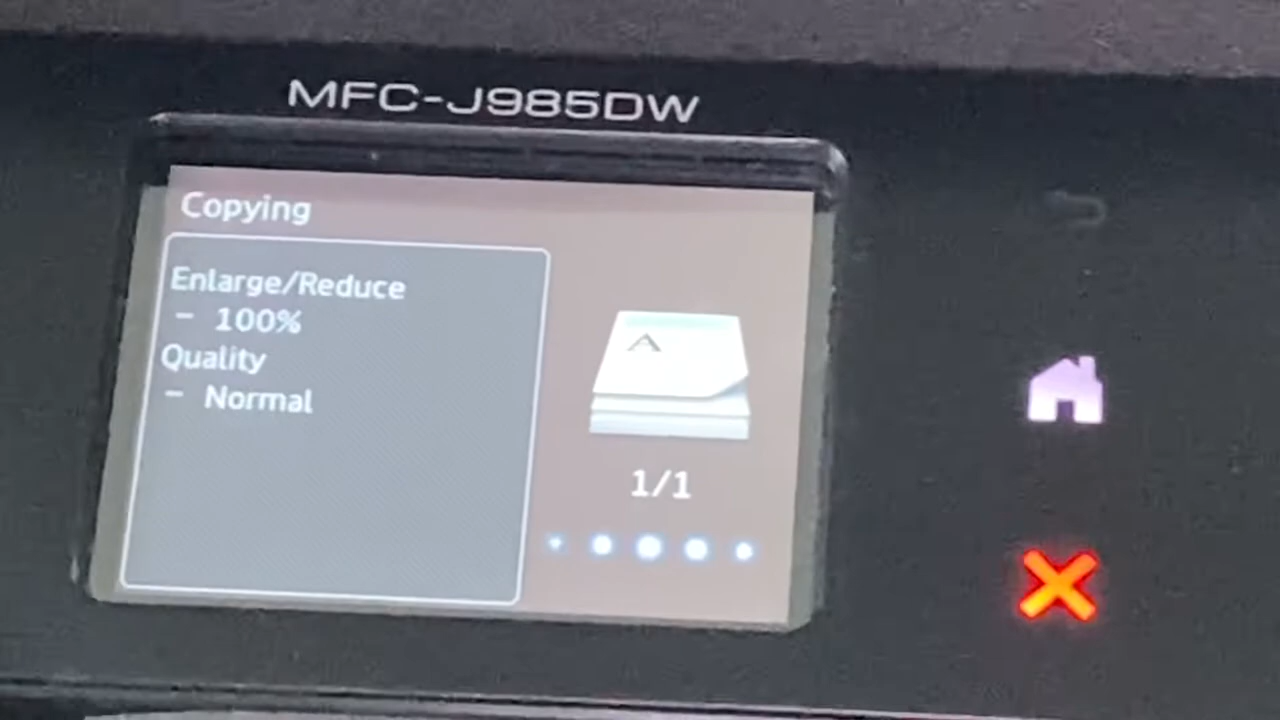 MFC-J985DW
Copying
Enlarge/Reduce
- 100%
Quality
- Normal
A
1/1